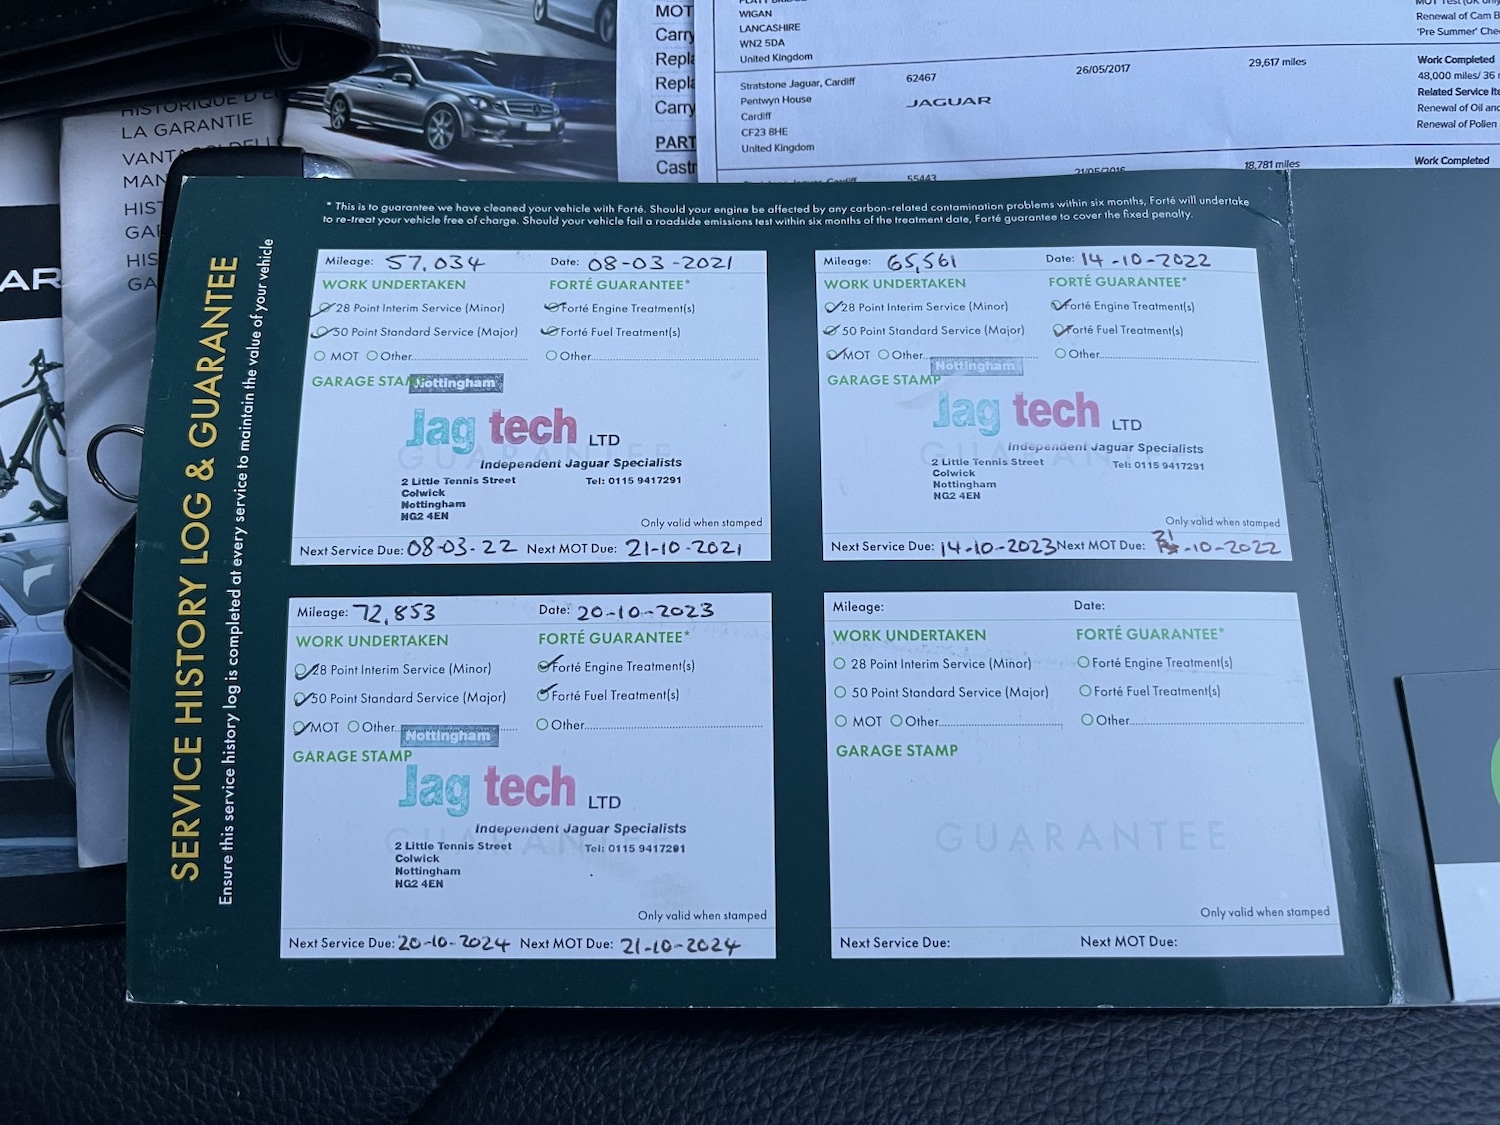 HISTORIQUE D'E
LA GARANTIE
MAN
HIS
GA
HIS
GA
AR
MOT
Carry
Repla
Repla
Carry
PART
Castr
WIGAN
LANCASHIRE
WN2 5DA
United Kingdom
Renewal of Cam B
'Pre Summer' Che
Stratstone Jaguar, Cardiff
Pentwyn House
Cardiff
CF23 8HE
United Kingdom
62467
JAGUAR
26/05/2017
29,617 miles
Work Completed
48,000 miles/ 36
Related Service Ite
Renewal of Oil and
Renewal of Pollen
55443
21/05/2016
18,781 miles
Work Completed
* This is to guarantee we have cleaned your vehicle with Forté. Should your engine be affected by any carbon-related contamination problems within six months, Forté will undertake
to re-treat your vehicle free of charge. Should your vehicle fail a roadside emissions test within six months of the treatment date, Forté guarantee to cover the fixed penalty.
SERVICE HISTORY LOG & GUARANTEE
Ensure this service history log is completed at every service to maintain the value of your vehicle
Mileage: 57,034 Date: 08-03-2021
WORK UNDERTAKEN FORTÉ GUARANTEE*
28 Point Interim Service (Minor) Forté Engine Treatment(s)
50 Point Standard Service (Major) Forté Fuel Treatment(s)
MOT Other Other
GARAGE STAMP Nottingham
Jag tech LTD
GUARANTEE
Independent Jaguar Specialists
2 Little Tennis Street Tel: 0115 9417291
Colwick
Nottingham
NG2 4EN
Only valid when stamped
Next Service Due: 08-03-22 Next MOT Due: 21-10-2021
Mileage: 65,561 Date: 14-10-2022
WORK UNDERTAKEN FORTÉ GUARANTEE*
28 Point Interim Service (Minor) Forté Engine Treatment(s)
50 Point Standard Service (Major) Forté Fuel Treatment(s)
MOT Other Other
Nottingham
GARAGE STAMP
Jag tech LTD
GUARANTEE
Independent Jaguar Specialists
2 Little Tennis Street Tel: 0115 9417291
Colwick
Nottingham
NG2 4EN
Only valid when stamped
Next Service Due: 14-10-2023 Next MOT Due: 21-10-2022
Mileage: 72,853 Date: 20-10-2023
WORK UNDERTAKEN FORTÉ GUARANTEE*
28 Point Interim Service (Minor) Forté Engine Treatment(s)
50 Point Standard Service (Major) Forté Fuel Treatment(s)
MOT Other Other
Nottingham
GARAGE STAMP
Jag tech LTD
GUARANTEE
Independent Jaguar Specialists
2 Little Tennis Street Tel: 0115 9417291
Colwick
Nottingham
NG2 4EN
Only valid when stamped
Next Service Due: 20-10-2024 Next MOT Due: 21-10-2024
Mileage: Date:
WORK UNDERTAKEN FORTÉ GUARANTEE*
28 Point Interim Service (Minor) Forté Engine Treatment(s)
50 Point Standard Service (Major) Forté Fuel Treatment(s)
MOT Other Other
GARAGE STAMP
GUARANTEE
Only valid when stamped
Next Service Due: Next MOT Due: